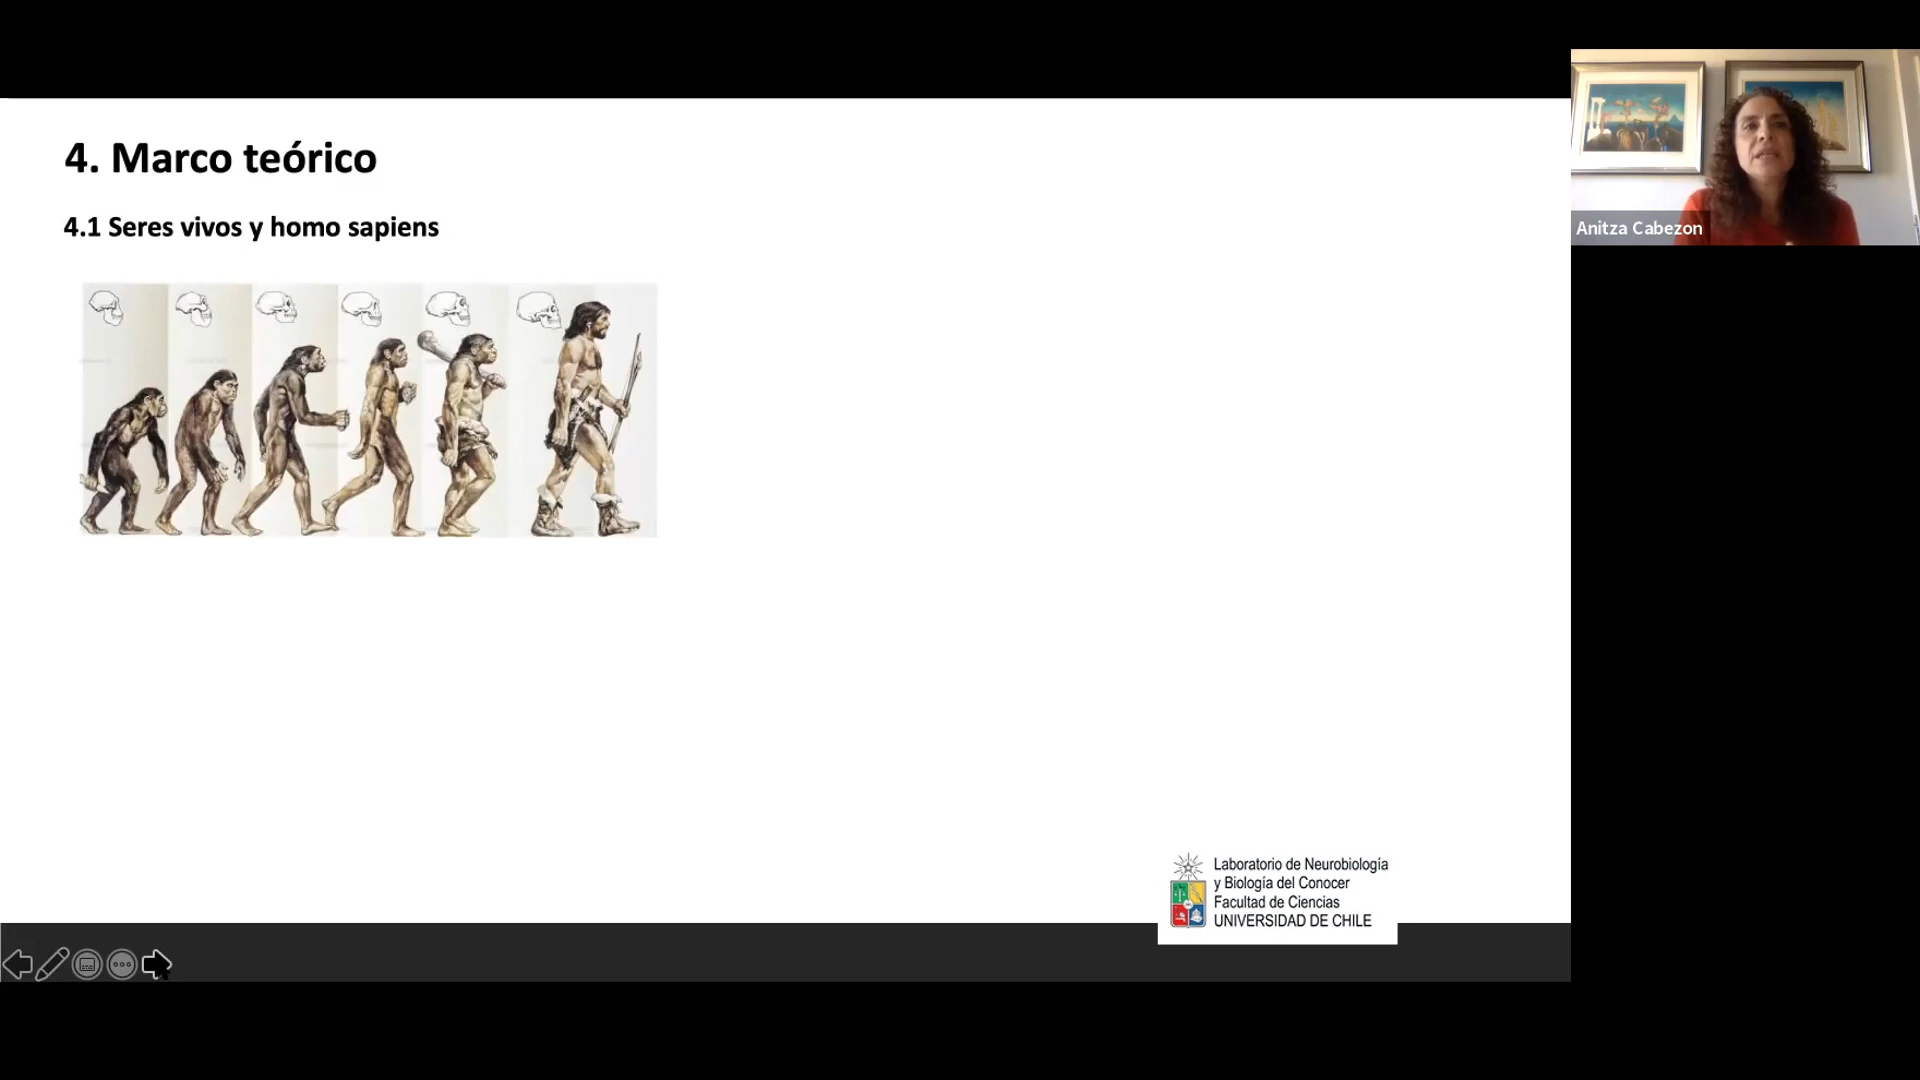 4. Marco teórico
4.1 Seres vivos y homo sapiens
Anitza Cabezon
Laboratorio de Neurobiología
y Biología del Conocer
Facultad de Ciencias
UNIVERSIDAD DE CHILE